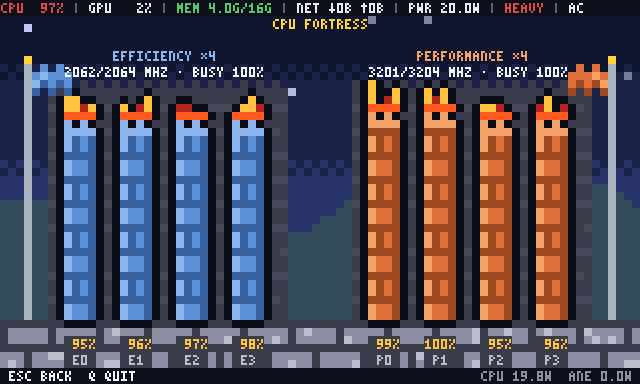 CPU 97% | GPU 2% | MEM 4.0G/16G | NET ↓0B ↑0B | PWR 20.0W | HEAVY | AC
CPU FORTRESS
EFFICIENCY ×4
2062/2064 MHZ · BUSY 100%
PERFORMANCE ×4
3201/3204 MHZ · BUSY 100%
95% 96% 97% 98% 99% 100% 95% 96%
E0 E1 E2 E3 P0 P1 P2 P3
ESC BACK Q QUIT CPU 19.8W ANE 0.0W